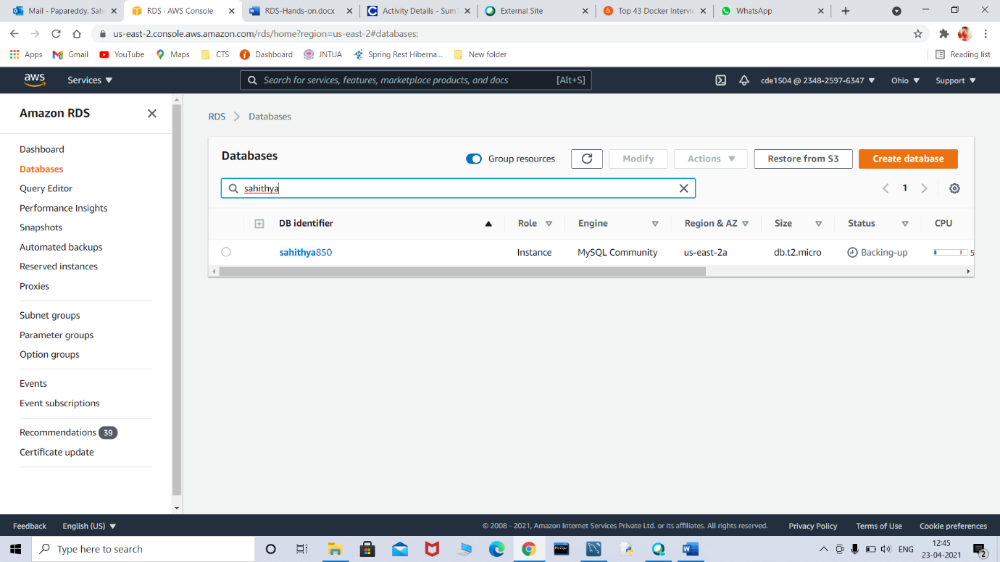 Mail - Papareddy, Sahi
RDS · AWS Console
RDS-Hands-on.docx
Activity Details - SumT
External Site
Top 43 Docker Intervie
WhatsApp
us-east-2.console.aws.amazon.com/rds/home?region=us-east-2#databases:
Apps
Gmail
YouTube
Maps
CTS
Dashboard
JNTUA
Spring Rest Hiberna...
New folder
Reading list
aws
Services
Search for services, features, marketplace products, and docs
[Alt+S]
cde1504 @ 2348-2597-6347
Ohio
Support
Amazon RDS
Dashboard
Databases
Query Editor
Performance Insights
Snapshots
Automated backups
Reserved instances
Proxies
Subnet groups
Parameter groups
Option groups
Events
Event subscriptions
Recommendations 39
Certificate update
RDS
Databases
Databases
Group resources
Modify
Actions
Restore from S3
Create database
sahithya
1
DB identifier
Role
Engine
Region & AZ
Size
Status
CPU
sahithya850
Instance
MySQL Community
us-east-2a
db.t2.micro
Backing-up
5
Feedback
English (US)
© 2008 - 2021, Amazon Internet Services Private Ltd. or its affiliates. All rights reserved.
Privacy Policy
Terms of Use
Cookie preferences
Type here to search
ENG
12:45
23-04-2021
2